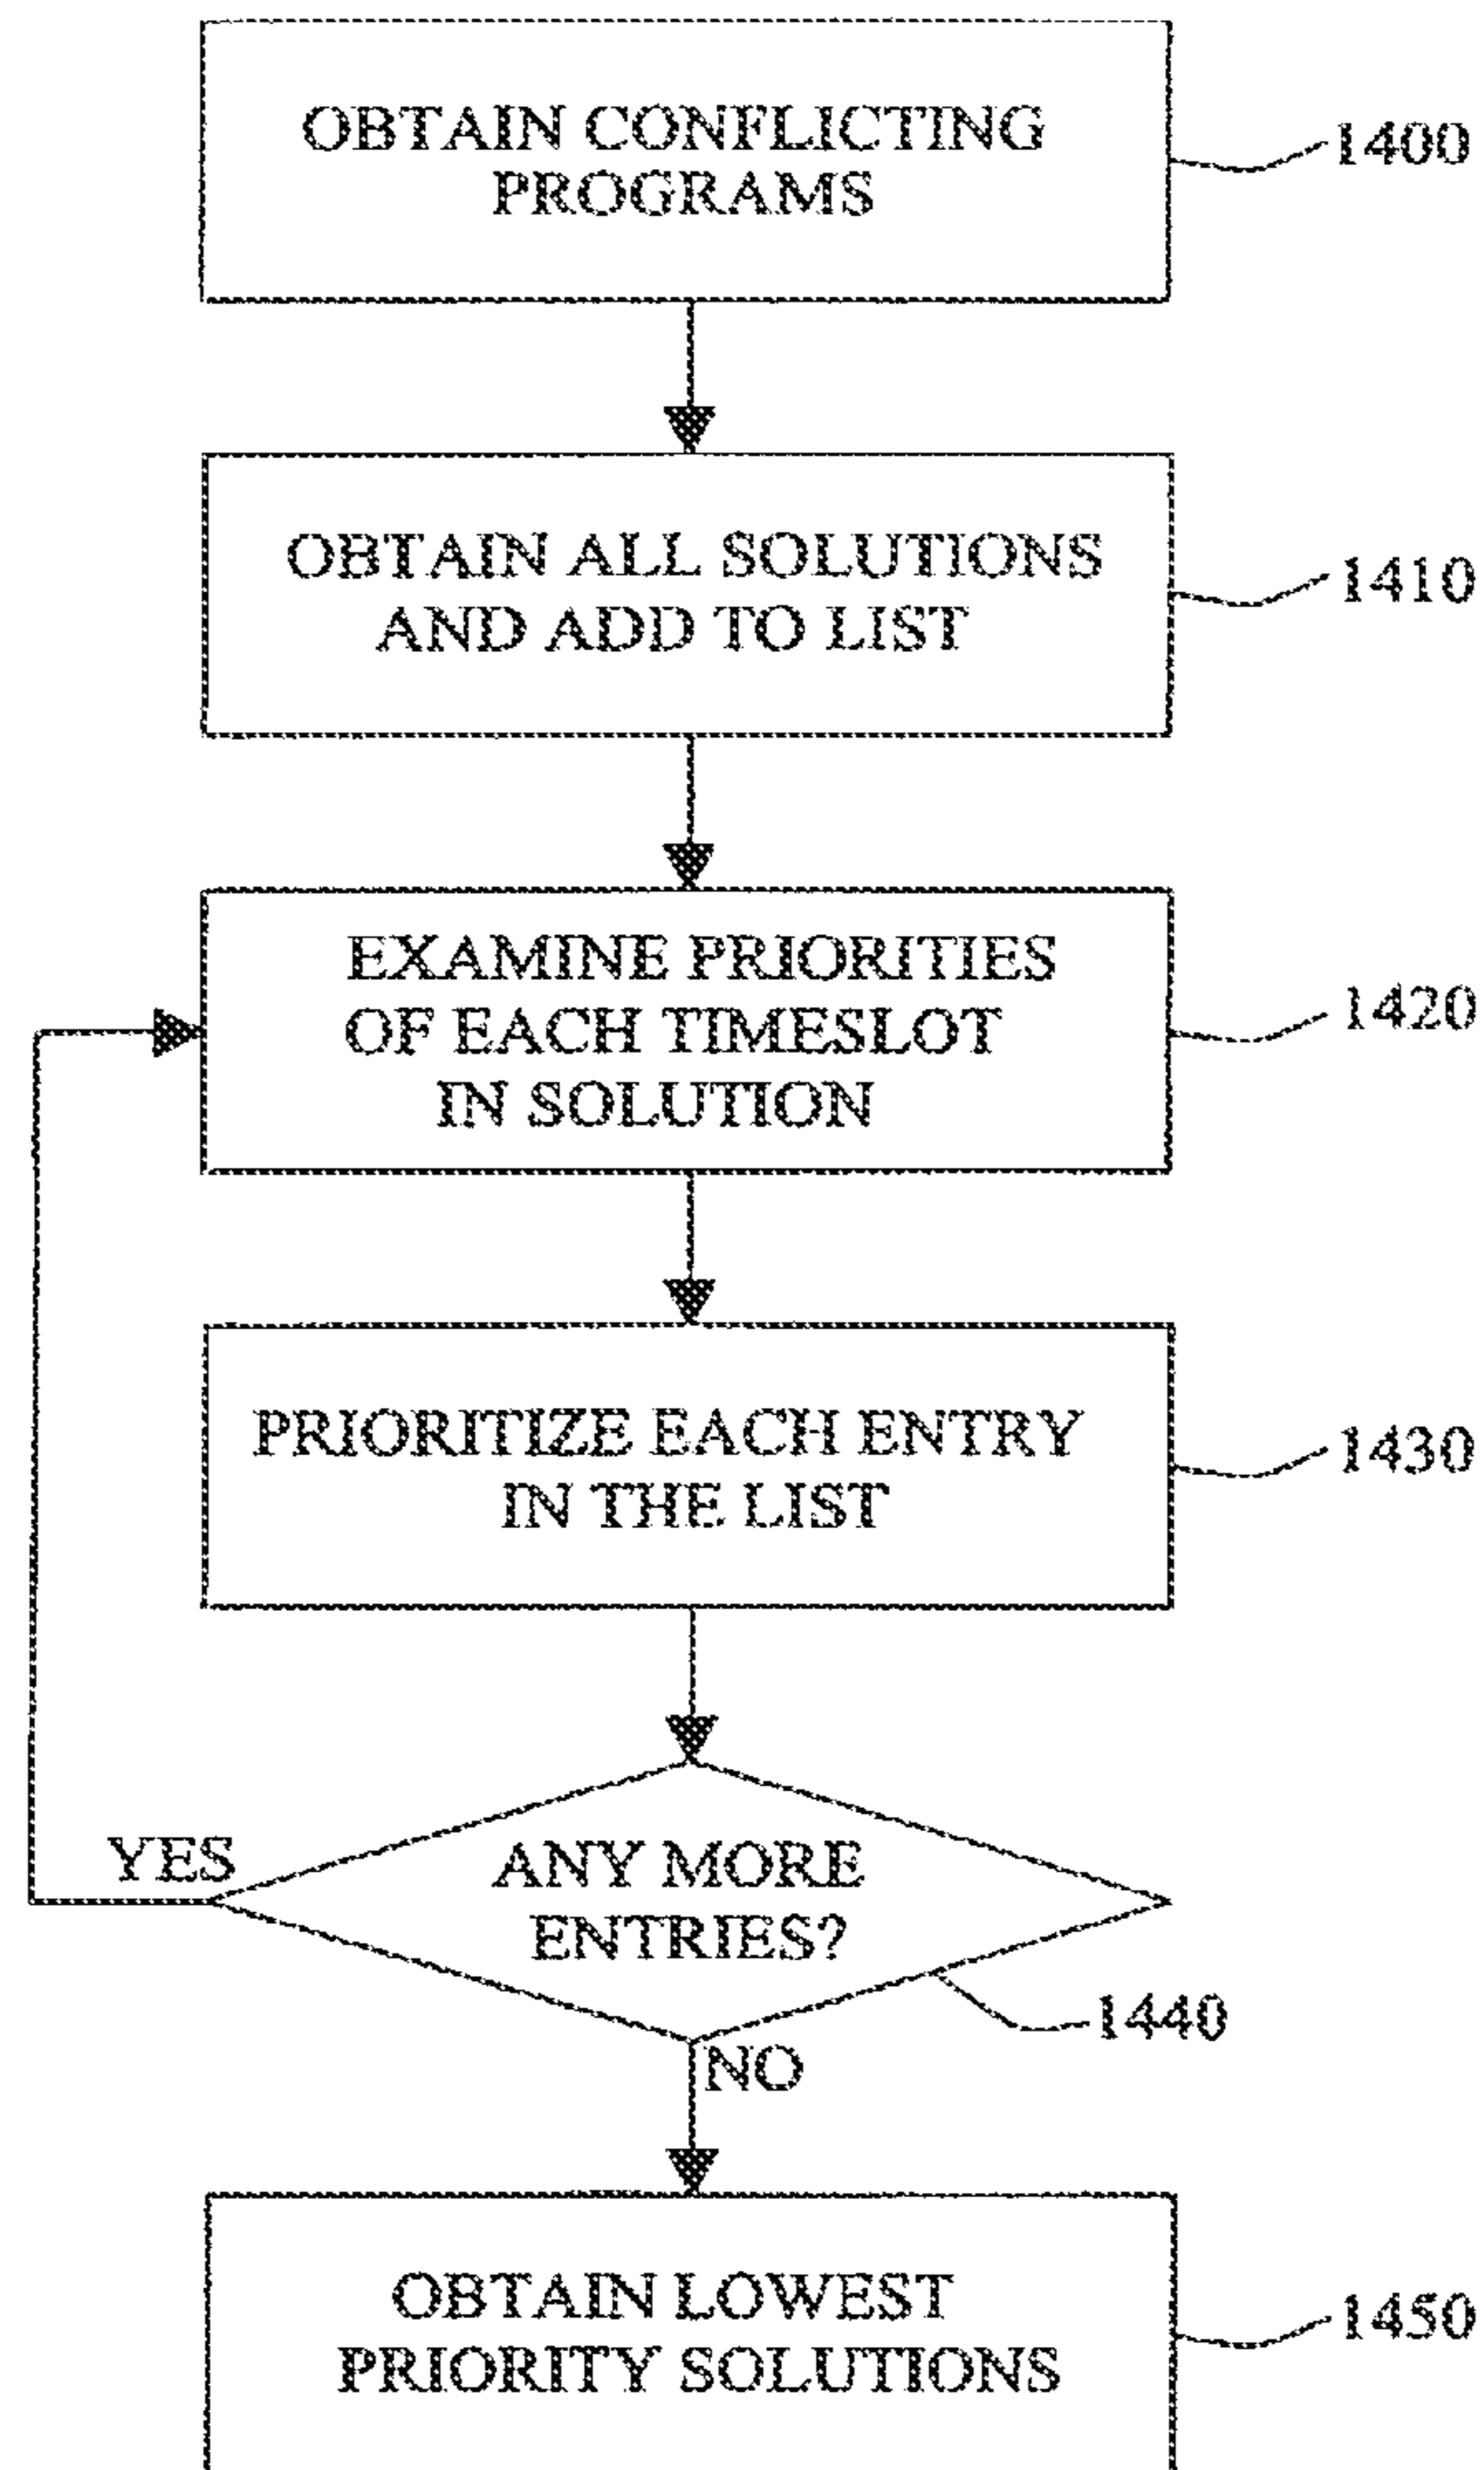 OBTAIN CONFLICTING
PROGRAMS
1400
OBTAIN ALL SOLUTIONS
AND ADD TO LIST
1410
EXAMINE PRIORITIES
OF EACH TIMESLOT
IN SOLUTION
1420
PRIORITIZE EACH ENTRY
IN THE LIST
1430
YES
ANY MORE
ENTRIES?
1440
NO
OBTAIN LOWEST
PRIORITY SOLUTIONS
1450